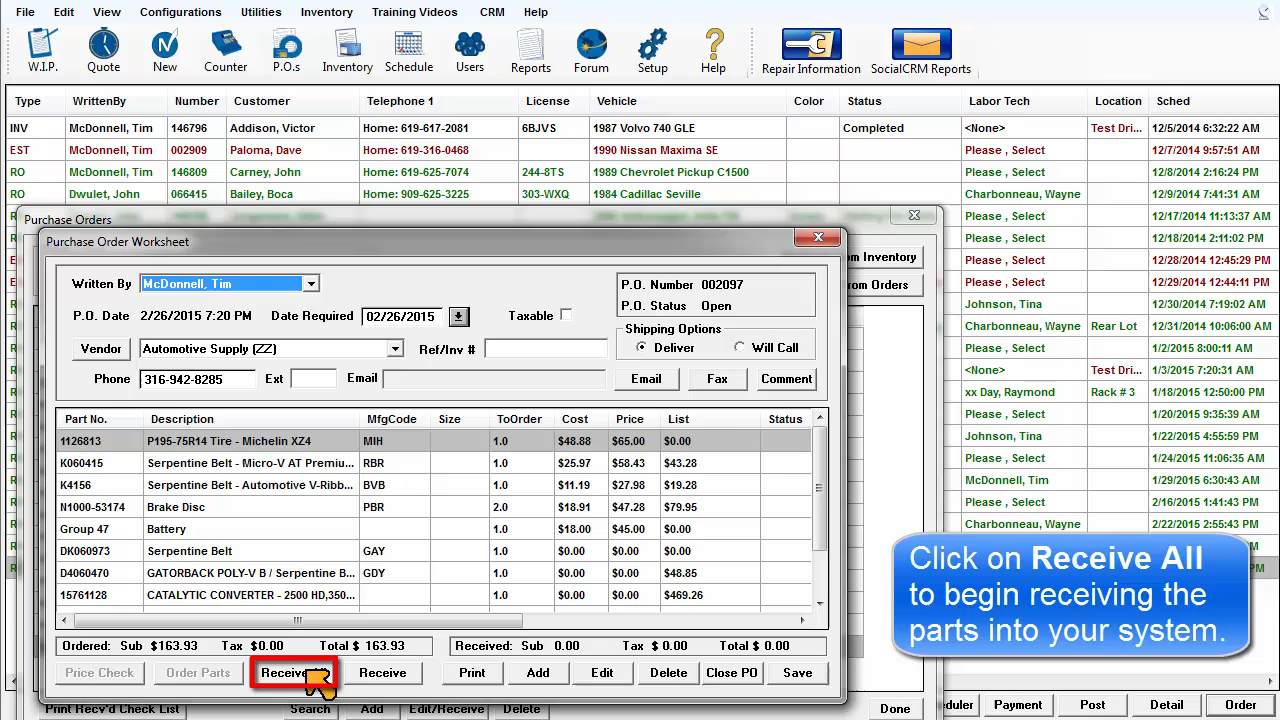 File Edit View Configurations Utilities Inventory Training Videos CRM Help
W.I.P. Quote New Counter P.Os Inventory Schedule Users Reports Forum Setup Help Repair Information SocialCRM Reports
Type WrittenBy Number Customer Telephone 1 License Vehicle Color Status Labor Tech Location Sched
INV McDonnell, Tim 146796 Addison, Victor Home: 619-617-2081 6BJVS 1987 Volvo 740 GLE Completed <None> Test Dri... 12/5/2014 6:32:22 AM
EST McDonnell, Tim 002909 Paloma, Dave Home: 619-316-0468 1990 Nissan Maxima SE Please , Select 12/7/2014 9:57:51 AM
RO McDonnell, Tim 146809 Carney, John Home: 619-625-7074 244-8TS 1989 Chevrolet Pickup C1500 Please , Select 12/8/2014 2:16:24 PM
RO Dwulet, John 066415 Bailey, Boca Home: 909-625-3225 303-WXQ 1984 Cadillac Seville Charbonneau, Wayne 12/9/2014 7:41:31 AM
Please , Select 12/17/2014 11:13:37 AM
Purchase Orders
Please , Select 12/18/2014 2:11:02 PM
Purchase Order Worksheet
om Inventory Please , Select 12/28/2014 12:45:29 PM
Please , Select 12/29/2014 12:44:11 PM
Written By McDonnell, Tim P.O. Number 002097 rom Orders
P.O. Status Open Johnson, Tina 12/30/2014 7:19:02 AM
P.O. Date 2/26/2015 7:20 PM Date Required 02/26/2015 Taxable
Shipping Options Charbonneau, Wayne Rear Lot 12/31/2014 10:06:00 AM
Vendor Automotive Supply (ZZ) Ref/Inv # Deliver Will Call Please , Select 1/2/2015 8:00:11 AM
<None> Test Dri... 1/3/2015 7:20:31 AM
Phone 316-942-8285 Ext Email Email Fax Comment
xx Day, Raymond Rack # 3 1/18/2015 12:50:00 PM
Part No. Description MfgCode Size ToOrder Cost Price List Status Please , Select 1/20/2015 9:35:39 AM
1126813 P195-75R14 Tire - Michelin XZ4 MIH 1.0 $48.88 $65.00 $0.00 Johnson, Tina 1/22/2015 4:55:59 PM
K060415 Serpentine Belt - Micro-V AT Premiu... RBR 1.0 $25.97 $58.43 $43.28 Please , Select 1/24/2015 11:06:35 AM
K4156 Serpentine Belt - Automotive V-Ribb... BVB 1.0 $11.19 $27.98 $19.28 McDonnell, Tim 1/29/2015 6:30:43 AM
N1000-53174 Brake Disc PBR 2.0 $18.91 $47.28 $79.95 Please , Select 2/16/2015 1:41:43 PM
Group 47 Battery 1.0 $18.00 $45.00 $0.00 Charbonneau, Wayne 2/22/2015 2:55:43 PM
DK060973 Serpentine Belt GAY 1.0 $0.00 $0.00 $0.00
D4060470 GATORBACK POLY-V B / Serpentine B... GDY 1.0 $0.00 $0.00 $48.85
15761128 CATALYTIC CONVERTER - 2500 HD,350... 1.0 $0.00 $0.00 $469.26
Click on Receive All
to begin receiving the
parts into your system.
Ordered: Sub $163.93 Tax $0.00 Total $ 163.93 Received: Sub 0.00 Tax $ 0.00 Total $ 0.00
Price Check Order Parts Receive Receive Print Add Edit Delete Close PO Save
Print Recv'd Check List Search Add Edit/Receive Delete Done eduler Payment Post Detail Order